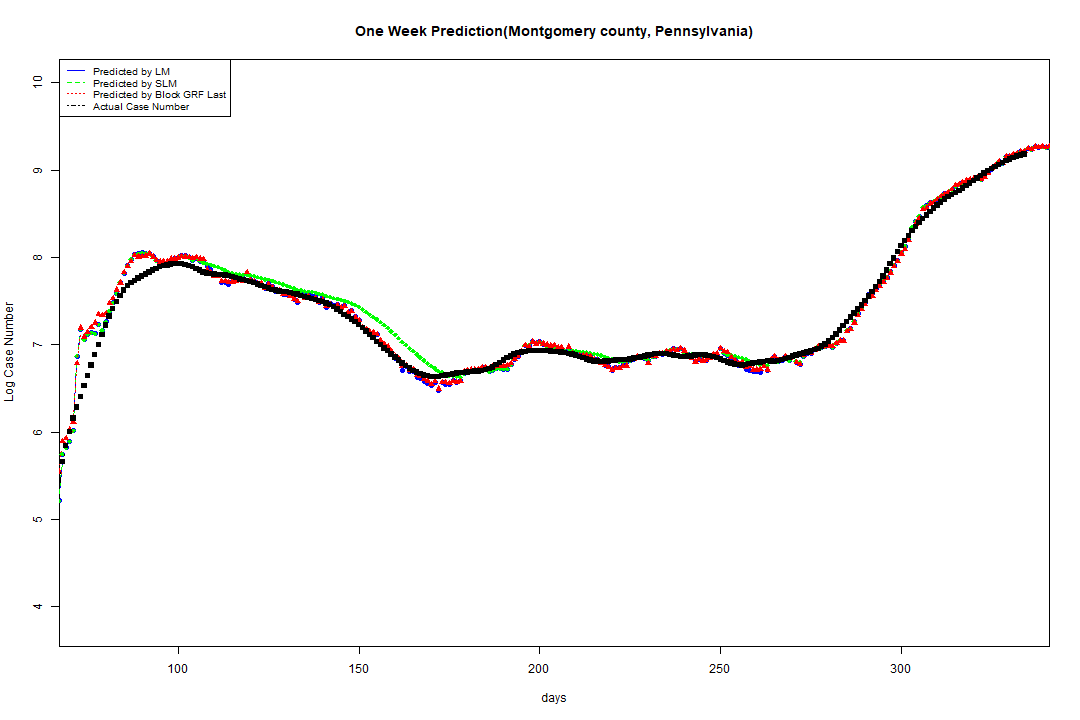 One Week Prediction(Montgomery county, Pennsylvania)
Predicted by LM
Predicted by SLM
Predicted by Block GRF Last
Actual Case Number
10
9
8
7
6
5
4
Log Case Number
100 150 200 250 300
days